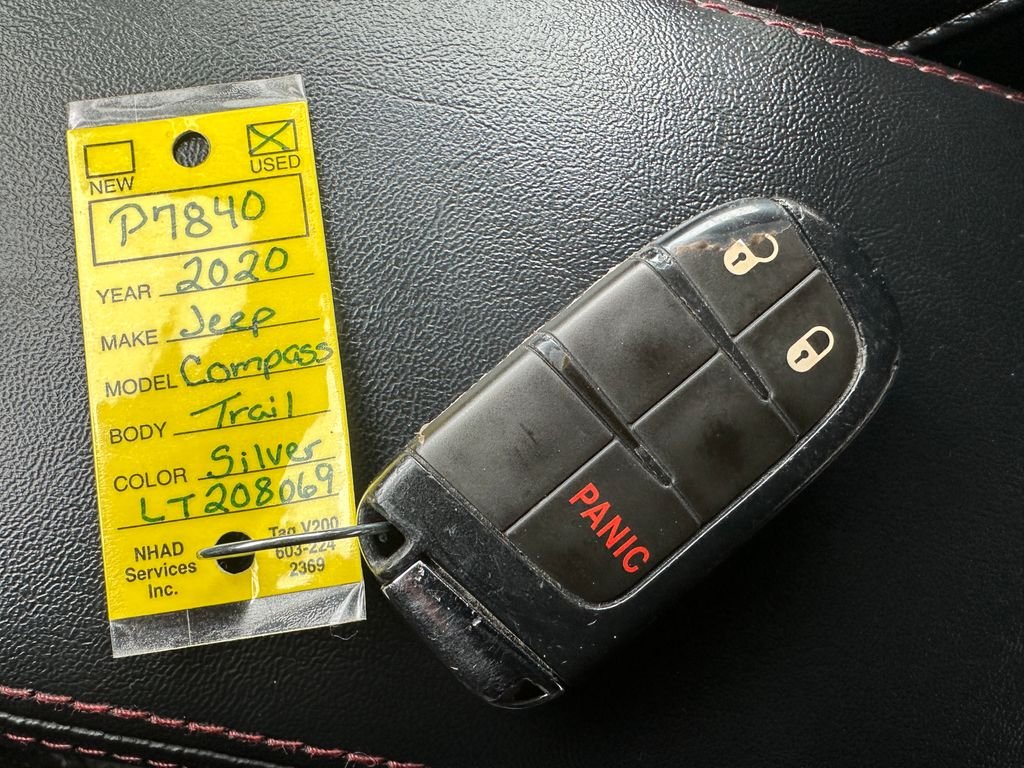 NEW USED
P7840
YEAR 2020
MAKE Jeep
MODEL Compass
BODY Trail
COLOR Silver
LT208069
NHAD
Services
Inc.
Tag V200
603-224
2369
PANIC